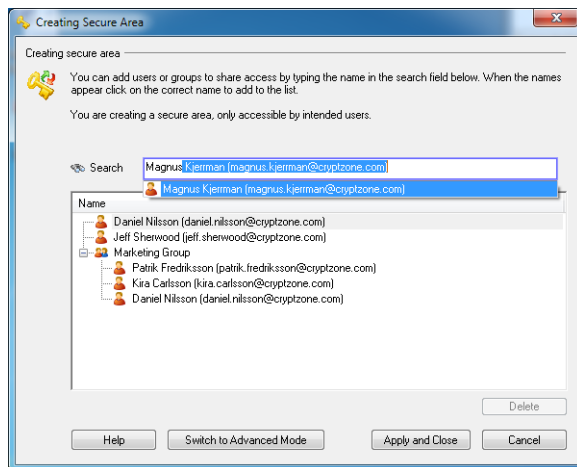 Creating Secure Area
Creating secure area
You can add users or groups to share access by typing the name in the search field below. When the names
appear click on the correct name to add to the list.
You are creating a secure area, only accessible by intended users.
Search
Magnus Kjerrman (magnus.kjerrman@cryptzone.com)
Magnus Kjerrman (magnus.kjerrman@cryptzone.com)
Name
Daniel Nilsson (daniel.nilsson@cryptzone.com)
Jeff Sherwood (jeff.sherwood@cryptzone.com)
Marketing Group
Patrik Fredriksson (patrik.fredriksson@cryptzone.com)
Kira Carlsson (kira.carlsson@cryptzone.com)
Daniel Nilsson (daniel.nilsson@cryptzone.com)
Delete
Help Switch to Advanced Mode Apply and Close Cancel